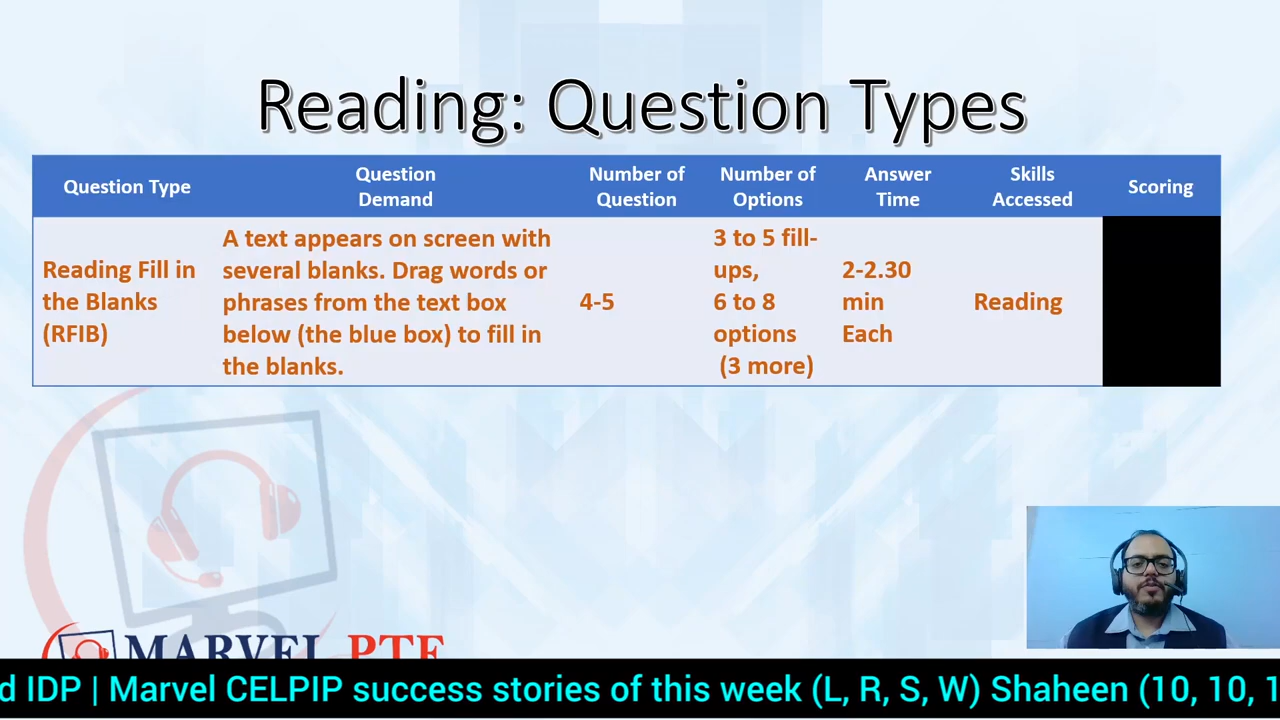 Reading: Question Types
Question Type
Question
Demand
Number of
Question
Number of
Options
Answer
Time
Skills
Accessed
Scoring
Reading Fill in
the Blanks
(RFIB)
A text appears on screen with
several blanks. Drag words or
phrases from the text box
below (the blue box) to fill in
the blanks.
4-5
3 to 5 fill-
ups,
6 to 8
options
(3 more)
2-2.30
min
Each
Reading
MARVEL PTE
d IDP | Marvel CELPIP success stories of this week (L, R, S, W) Shaheen (10, 10, 1